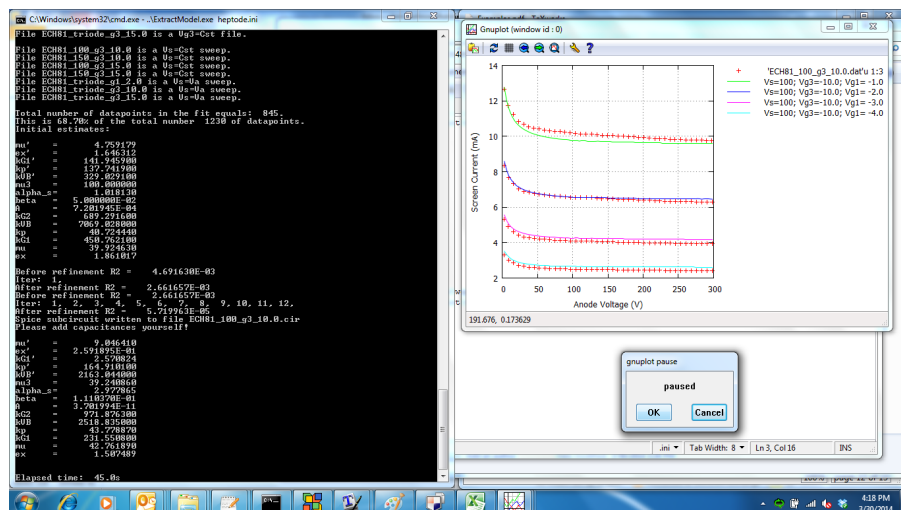 C:\Windows\system32\cmd.exe - ..\ExtractModel.exe heptode.ini
File ECH81_triode_g3_15.0 is a Vg3=Cst file.
File ECH81_100_g3_10.0 is a Vs=Cst sweep.
File ECH81_150_g3_10.0 is a Vs=Cst sweep.
File ECH81_100_g3_15.0 is a Vs=Cst sweep.
File ECH81_150_g3_15.0 is a Vs=Cst sweep.
File ECH81_triode_g1_2.0 is a Vs=Va sweep.
File ECH81_triode_g3_10.0 is a Vs=Va sweep.
File ECH81_triode_g3_15.0 is a Vs=Va sweep.
Total number of datapoints in the fit equals: 845.
This is 68.70% of the total number 1230 of datapoints.
Initial estimates:
mu' = 4.759179
ex' = 1.646312
kG1' = 141.945900
kp' = 137.741900
kVB' = 329.029100
mu3 = 100.000000
alpha_s= 1.018130
beta = 5.000000E-02
A = 7.201945E-04
kG2 = 689.291600
kVB = 7069.028000
kp = 40.724440
kG1 = 450.762100
mu = 39.924630
ex = 1.861017
Before refinement R2 = 4.691630E-03
Iter: 1,
After refinement R2 = 2.661657E-03
Before refinement R2 = 2.661657E-03
Iter: 1, 2, 3, 4, 5, 6, 7, 8, 9, 10, 11, 12,
After refinement R2 = 5.719963E-05
Spice subcircuit written to file ECH81_100_g3_10.0.cir
Please add capacitances yourself!
mu' = 9.046410
ex' = 2.591895E-01
kG1' = 2.570824
kp' = 164.910100
kVB' = 2163.044000
mu3 = 39.240860
alpha_s= 2.977865
beta = 1.110370E-01
A = 3.701994E-11
kG2 = 971.876300
kVB = 2518.835000
kp = 43.778870
kG1 = 231.550800
mu = 42.761890
ex = 1.507489
Elapsed time: 45.0s
Gnuplot (window id : 0)
'ECH81_100_g3_10.0.dat'u 1:3
Vs=100; Vg3=-10.0; Vg1= -1.0
Vs=100; Vg3=-10.0; Vg1= -2.0
Vs=100; Vg3=-10.0; Vg1= -3.0
Vs=100; Vg3=-10.0; Vg1= -4.0
14
12
10
8
6
4
2
Screen Current (mA)
0 50 100 150 200 250 300
Anode Voltage (V)
191.676, 0.173629
gnuplot pause
paused
OK Cancel
.ini Tab Width: 8 Ln 3, Col 16 INS
4:18 PM
3/30/2014